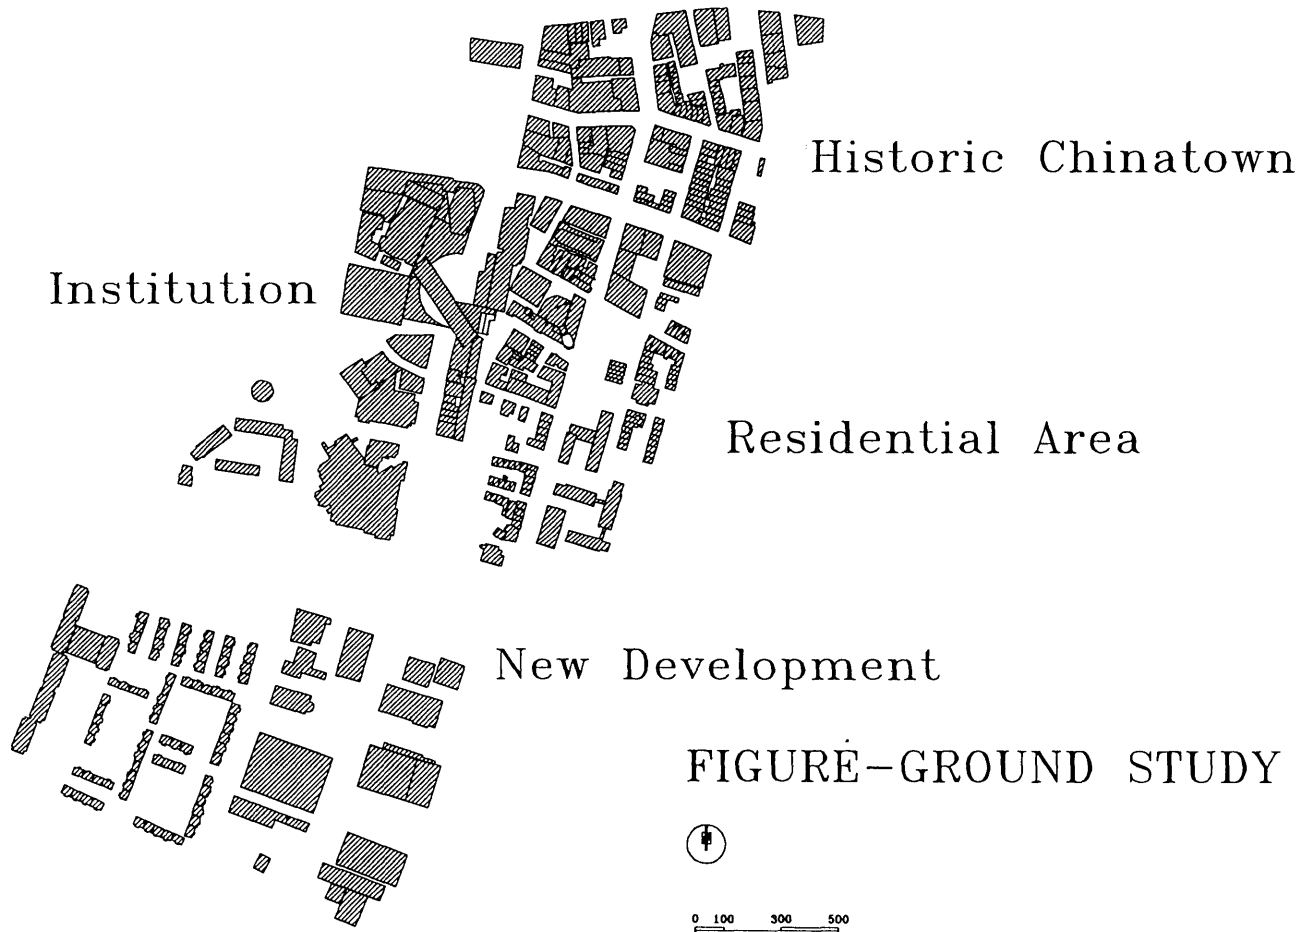 Historic Chinatown
Institution
Residential Area
New Development
FIGURE-GROUND STUDY
0 100 300 500